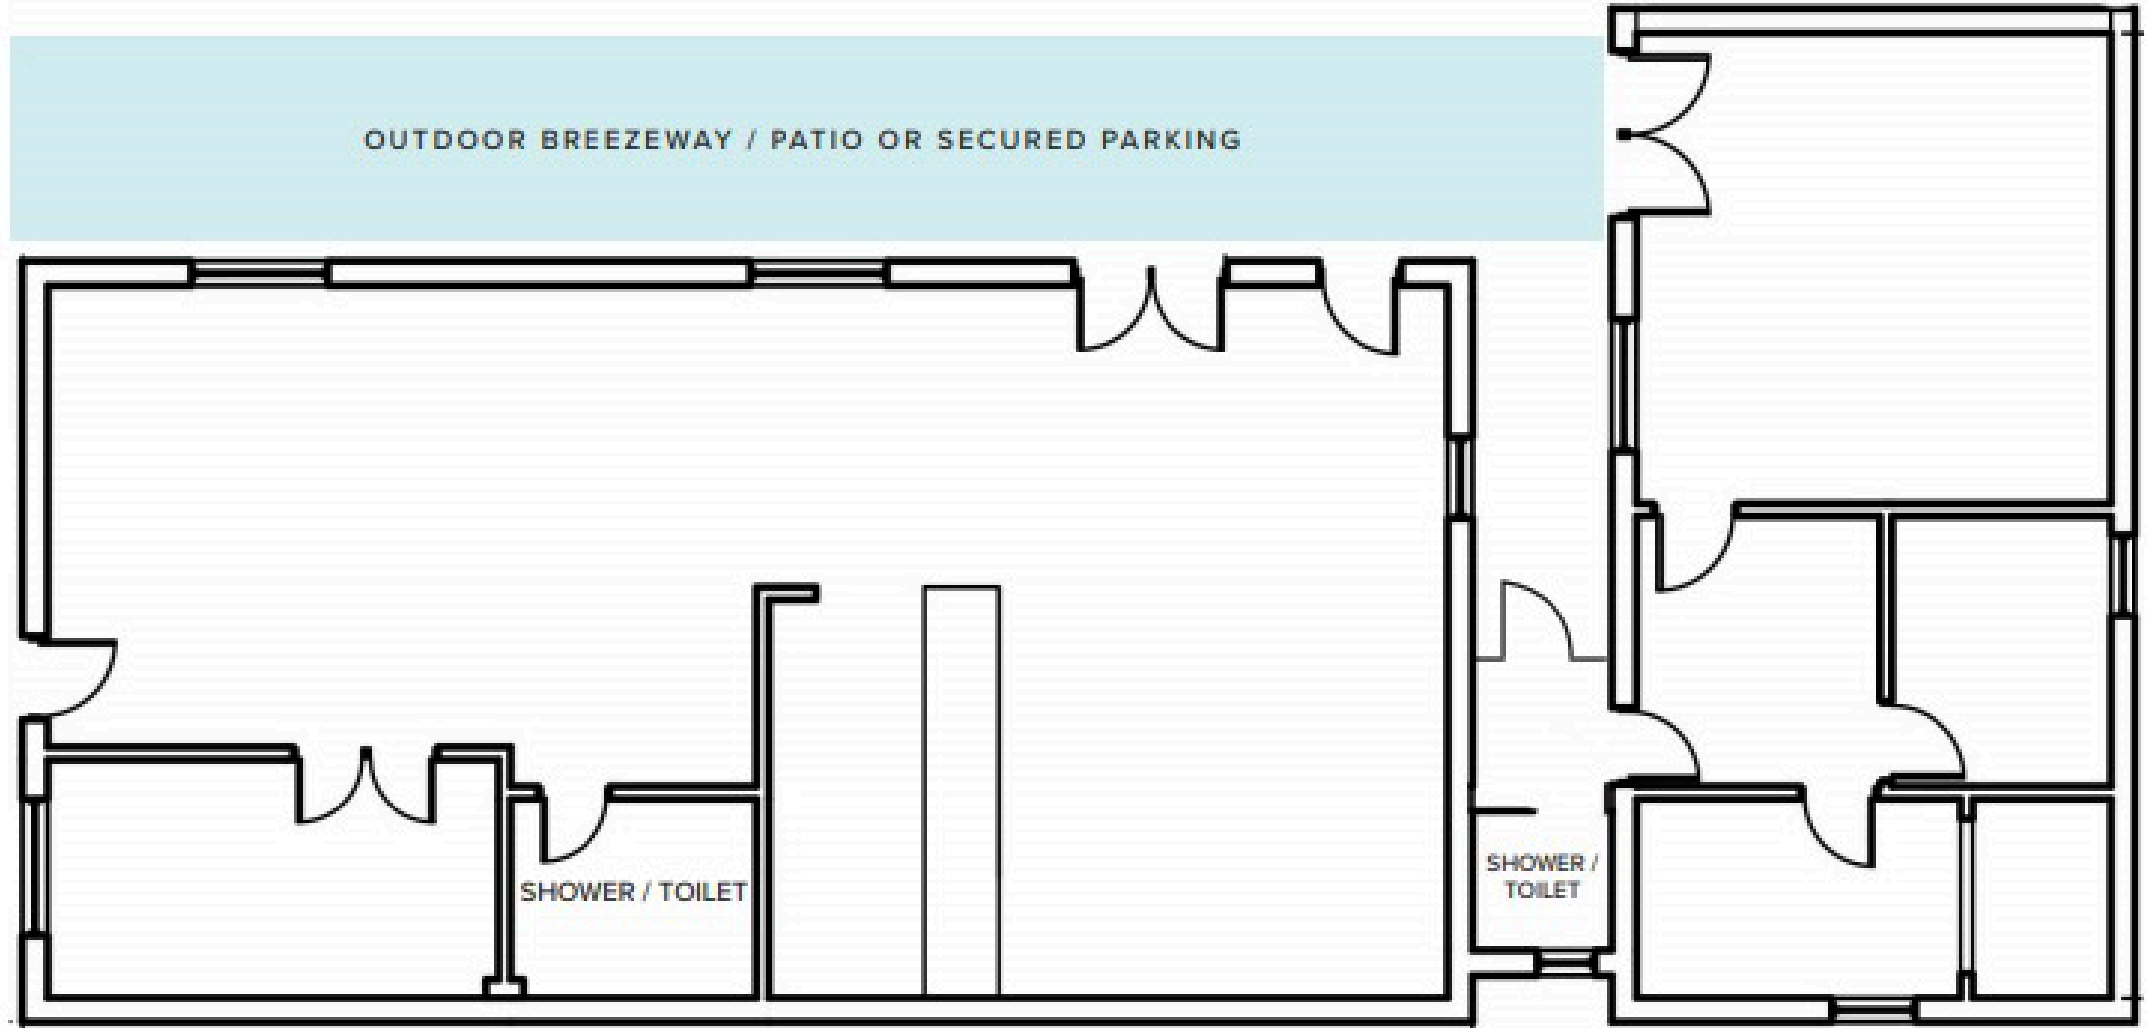 OUTDOOR BREEZEWAY / PATIO OR SECURED PARKING
SHOWER / TOILET
SHOWER /
TOILET